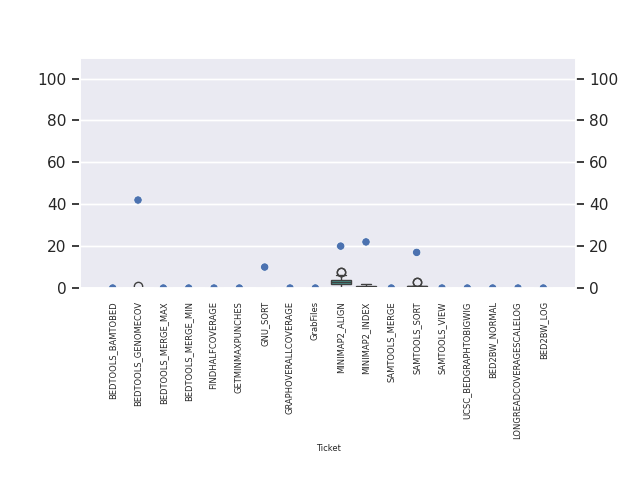 100
80
60
40
20
0
100
80
60
40
20
0
BEDTOOLS_BAMTOBED
BEDTOOLS_GENOMECOV
BEDTOOLS_MERGE_MAX
BEDTOOLS_MERGE_MIN
FINDHALFCOVERAGE
GETMINMAXPUNCHES
GNU_SORT
GRAPHOVERALLCOVERAGE
GrabFiles
MINIMAP2_ALIGN
MINIMAP2_INDEX
SAMTOOLS_MERGE
SAMTOOLS_SORT
SAMTOOLS_VIEW
UCSC_BEDGRAPHTOBIGWIG
BED2BW_NORMAL
LONGREADCOVERAGESCALELOG
BED2BW_LOG
Ticket